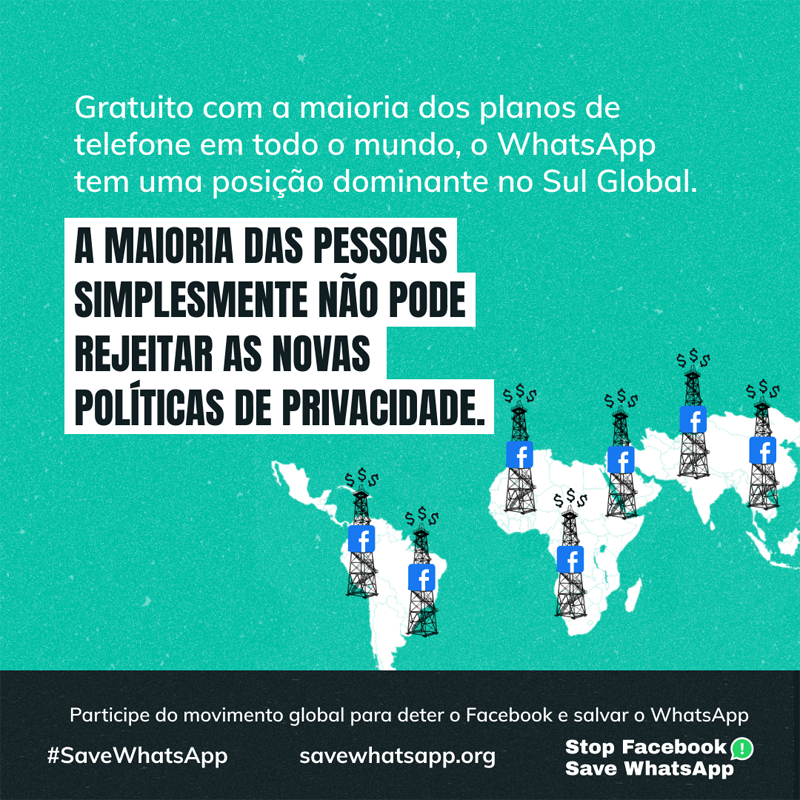 Gratuito com a maioria dos planos de
telefone em todo o mundo, o WhatsApp
tem uma posição dominante no Sul Global.
A MAIORIA DAS PESSOAS
SIMPLESMENTE NÃO PODE
REJEITAR AS NOVAS
POLÍTICAS DE PRIVACIDADE.
$ $ $
$ $ $
$ $ $
$ $ $
$ $ $
$ $ $
$ $ $
Participe do movimento global para deter o Facebook e salvar o WhatsApp
#SaveWhatsApp
savewhatsapp.org
Stop Facebook
Save WhatsApp